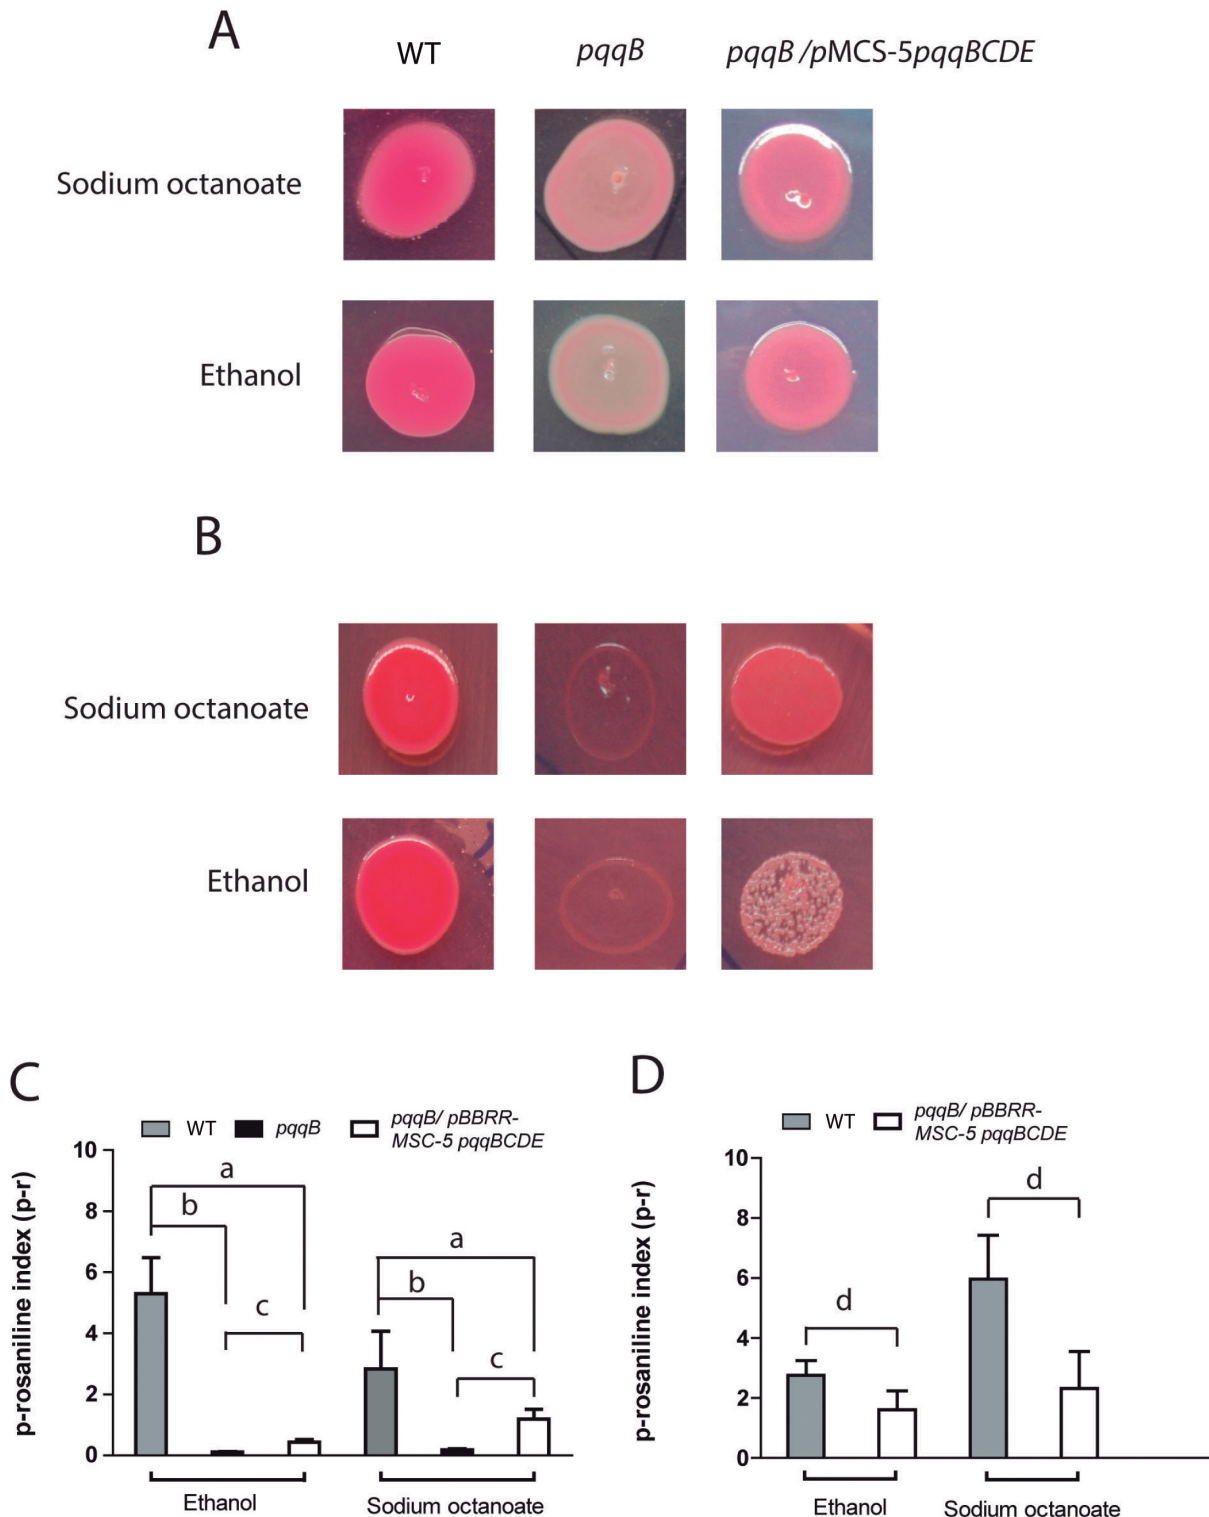 A
WT
pqqB
pqqB /pMCS-5pqqBCDE
Sodium octanoate
Ethanol
B
Sodium octanoate
Ethanol
C
WT
pqqB
pqqB/ pBBRR-
MSC-5 pqqBCDE
p-rosaniline index (p-r)
10
8
6
4
2
0
a
b
c
a
b
c
Ethanol
Sodium octanoate
D
WT
pqqB/ pBBRR-
MSC-5 pqqBCDE
p-rosaniline index (p-r)
10
8
6
4
2
0
d
d
Ethanol
Sodium octanoate